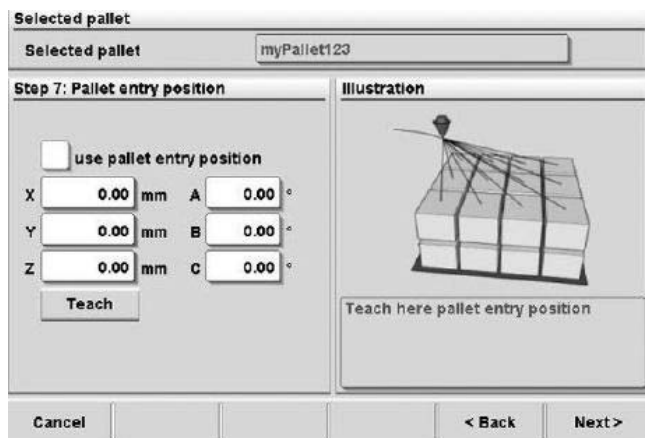 Selected pallet
Selected pallet myPallet123
Step 7: Pallet entry position
use pallet entry position
X 0.00 mm A 0.00 °
Y 0.00 mm B 0.00 °
Z 0.00 mm C 0.00 °
Teach
Illustration
Teach here pallet entry position
Cancel < Back Next >